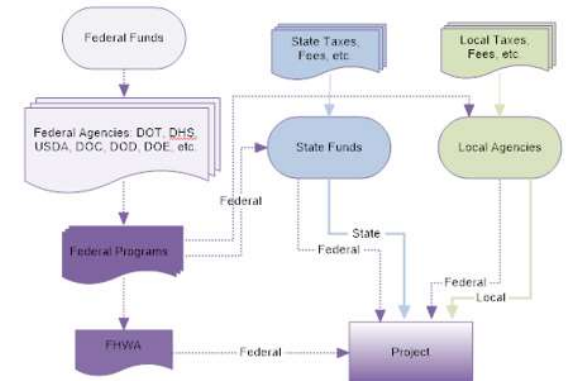 Federal Funds
State Taxes,
Fees, etc.
Local Taxes,
Fees, etc.
Federal Agencies: DOT, DHS,
USDA, DOC, DOD, DOE, etc.
State Funds
Local Agencies
Federal
Federal Programs
State
Federal
Federal
Local
FHWA
Federal
Project